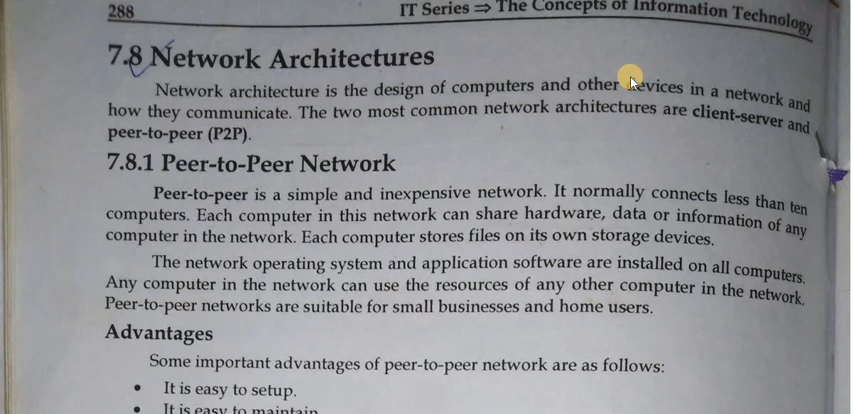 288
IT Series ⇒ The Concepts of Information Technology
7.8 Network Architectures
Network architecture is the design of computers and other devices in a network and
how they communicate. The two most common network architectures are client-server and
peer-to-peer (P2P).
7.8.1 Peer-to-Peer Network
Peer-to-peer is a simple and inexpensive network. It normally connects less than ten
computers. Each computer in this network can share hardware, data or information of any
computer in the network. Each computer stores files on its own storage devices.
The network operating system and application software are installed on all computers.
Any computer in the network can use the resources of any other computer in the network.
Peer-to-peer networks are suitable for small businesses and home users.
Advantages
Some important advantages of peer-to-peer network are as follows:
• It is easy to setup.
• It is easy to maintain